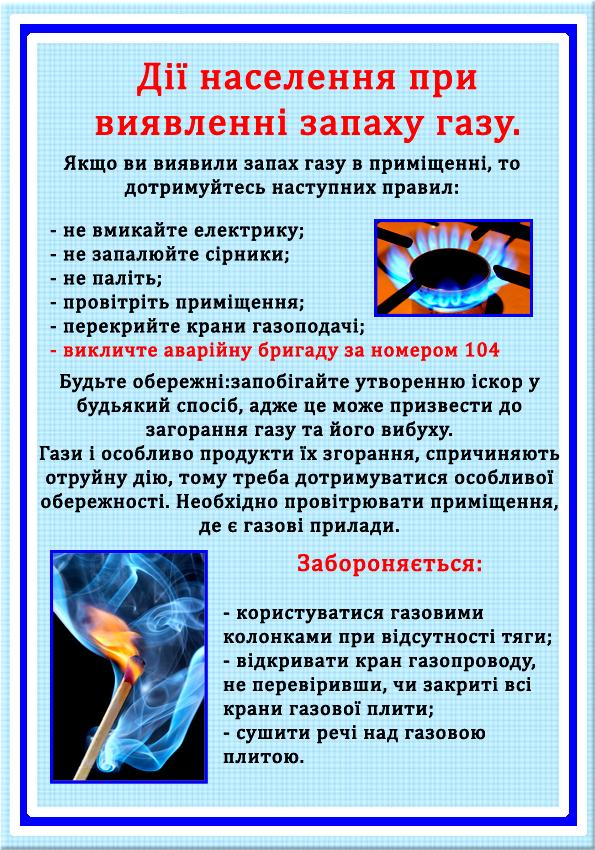 Дії населення при
виявленні запаху газу.
Якщо ви виявили запах газу в приміщенні, то
дотримуйтесь наступних правил:
- не вмикайте електрику;
- не запалюйте сірники;
- не паліть;
- провітріть приміщення;
- перекрийте крани газоподачі;
- викличте аварійну бригаду за номером 104
Будьте обережні:запобігайте утворенню іскор у
будьякий спосіб, адже це може призвести до
загорання газу та його вибуху.
Гази і особливо продукти їх згорання, спричиняють
отруйну дію, тому треба дотримуватися особливої
обережності. Необхідно провітрювати приміщення,
де є газові прилади.
Забороняється:
- користуватися газовими
колонками при відсутності тяги;
- відкривати кран газопроводу,
не перевіривши, чи закриті всі
крани газової плити;
- сушити речі над газовою
плитою.